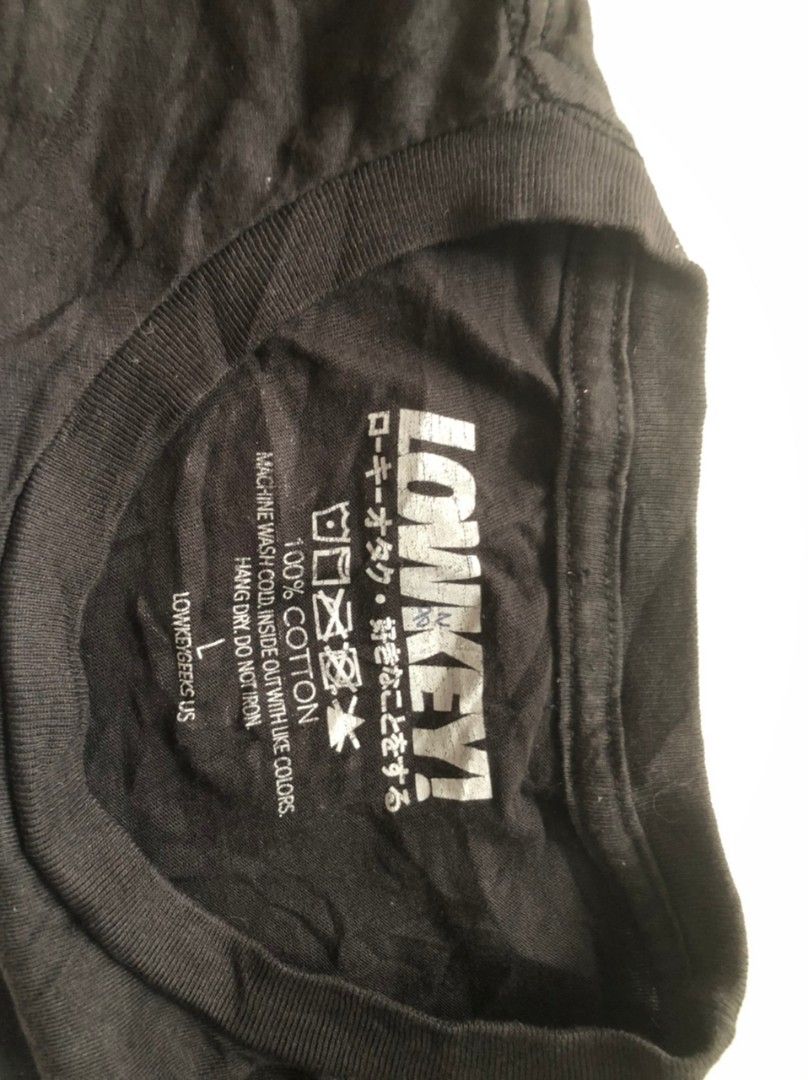 LOWKEY!
ローキーオタク・好きなことをする
100% COTTON
MACHINE WASH COLD, INSIDE OUT WITH LIKE COLORS.
HANG DRY. DO NOT IRON
L
LOWKEYGEEKS US